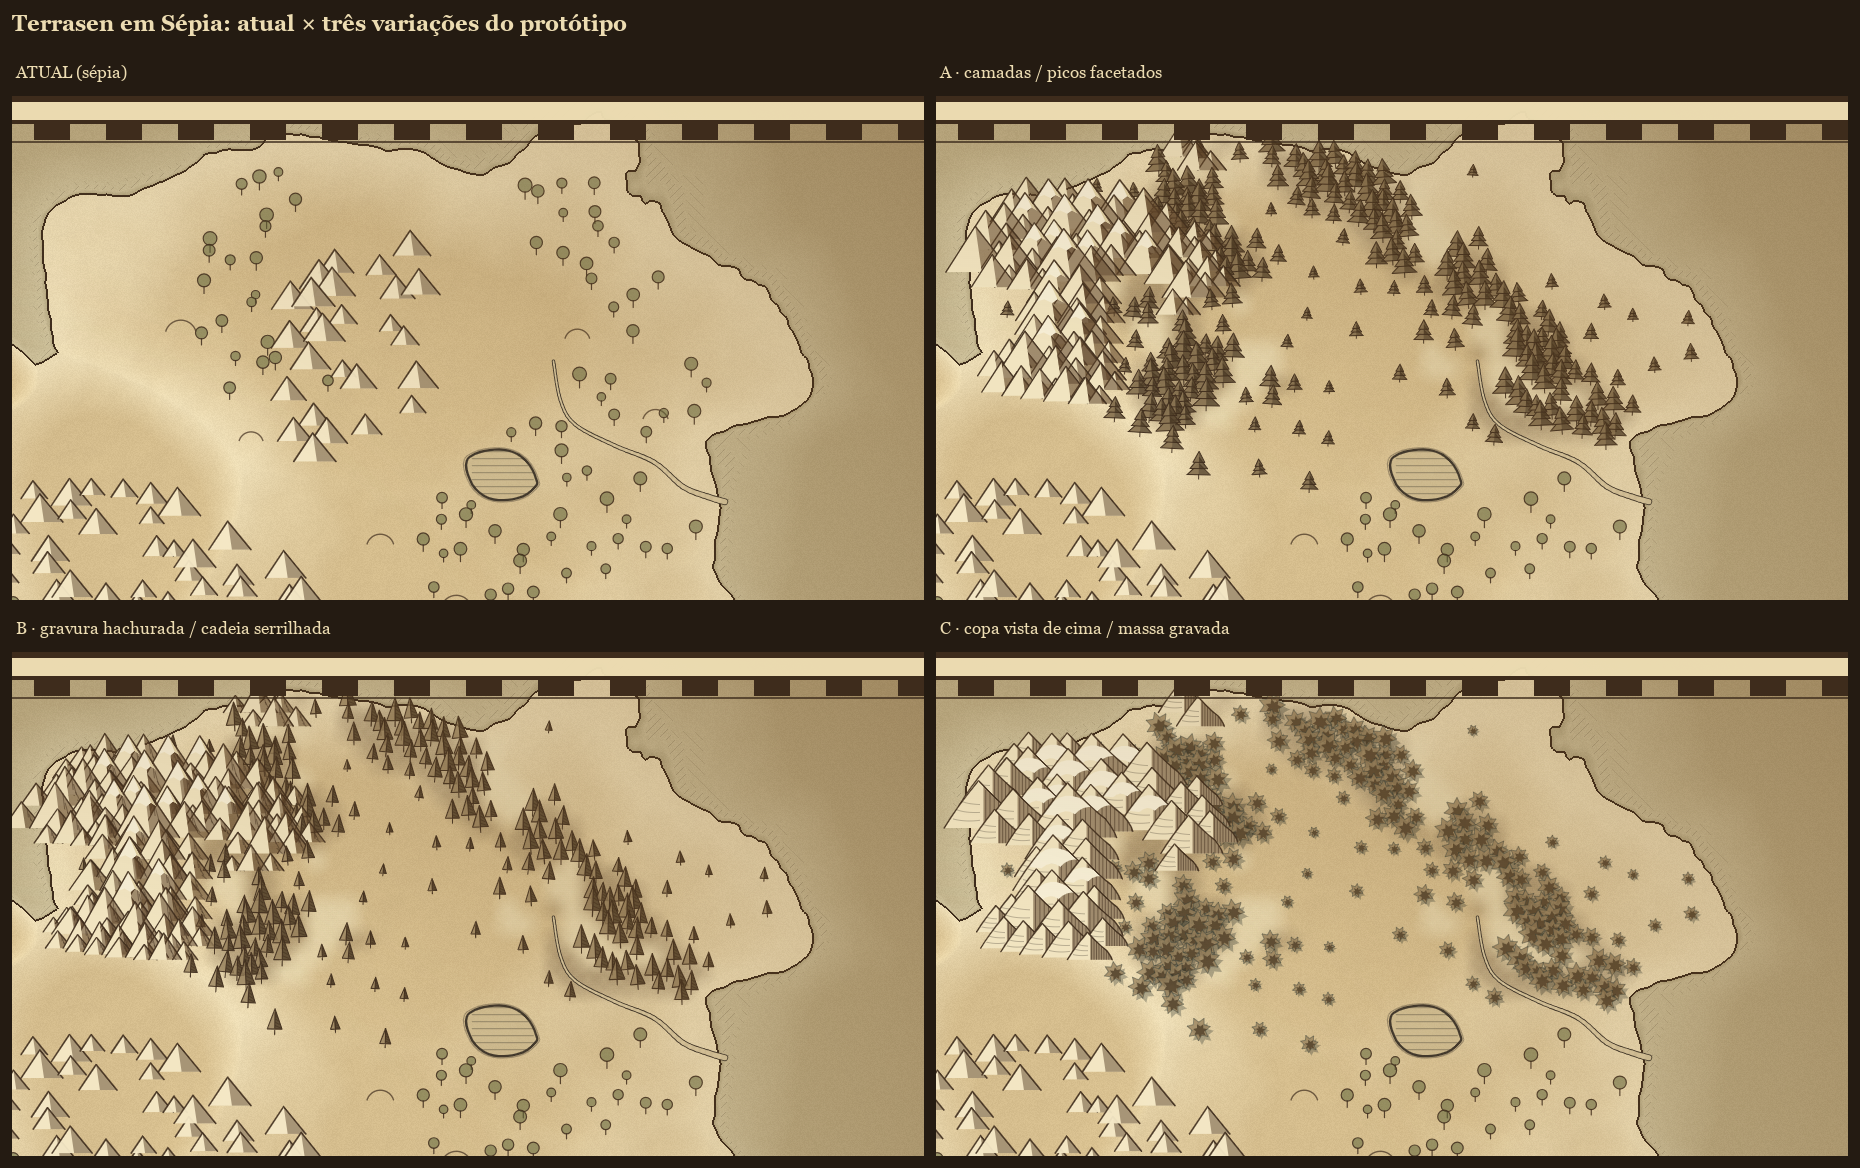 Terrasen em Sépia: atual × três variações do protótipo
ATUAL (sépia)
A · camadas / picos facetados
B · gravura hachurada / cadeia serrilhada
C · copa vista de cima / massa gravada